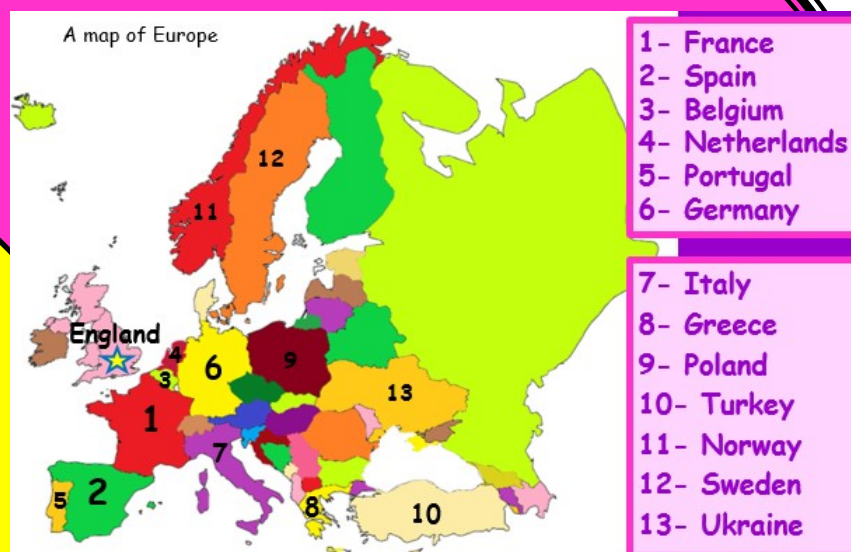 A map of Europe
1- France
2- Spain
3- Belgium
4- Netherlands
5- Portugal
6- Germany
7- Italy
8- Greece
9- Poland
10- Turkey
11- Norway
12- Sweden
13- Ukraine
12
11
England
4
3
6
9
13
1
7
5
2
8
10